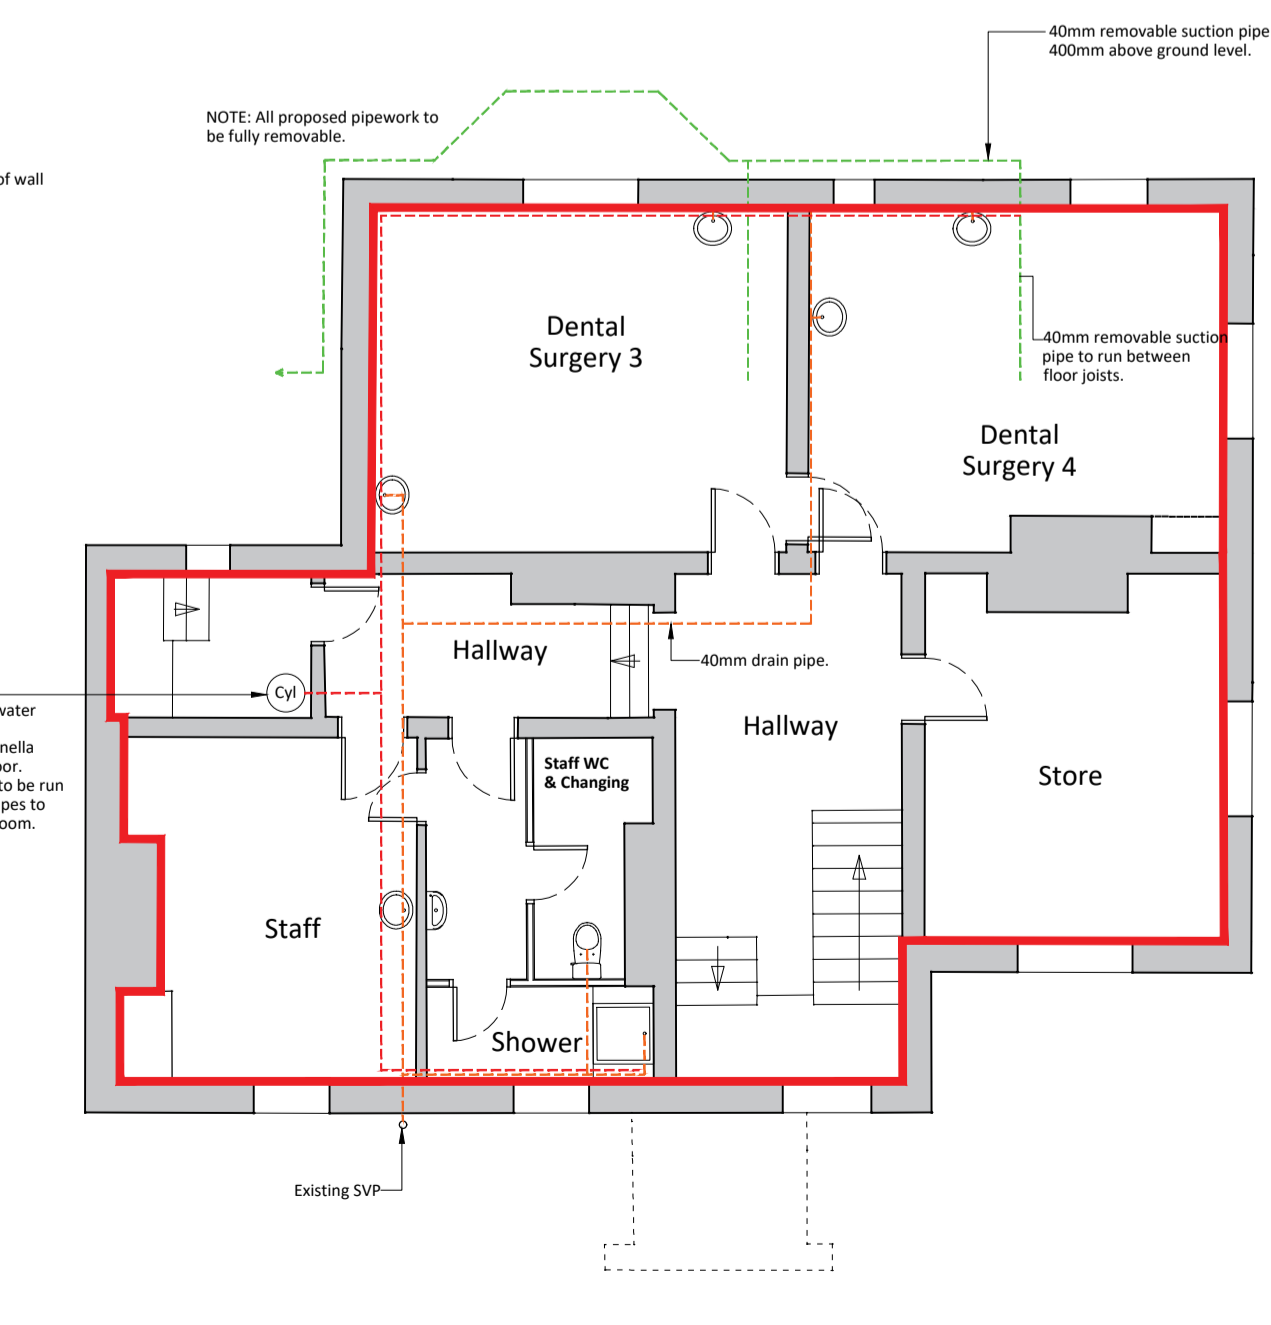 40mm removable suction pipe
400mm above ground level.
NOTE: All proposed pipework to
be fully removable.
of wall
Dental
Surgery 3
40mm removable suction
pipe to run between
floor joists.
Dental
Surgery 4
Hallway
40mm drain pipe.
Cyl
water
nella
oor.
to be run
pes to
oom.
Hallway
Staff WC
& Changing
Store
Staff
Shower
Existing SVP